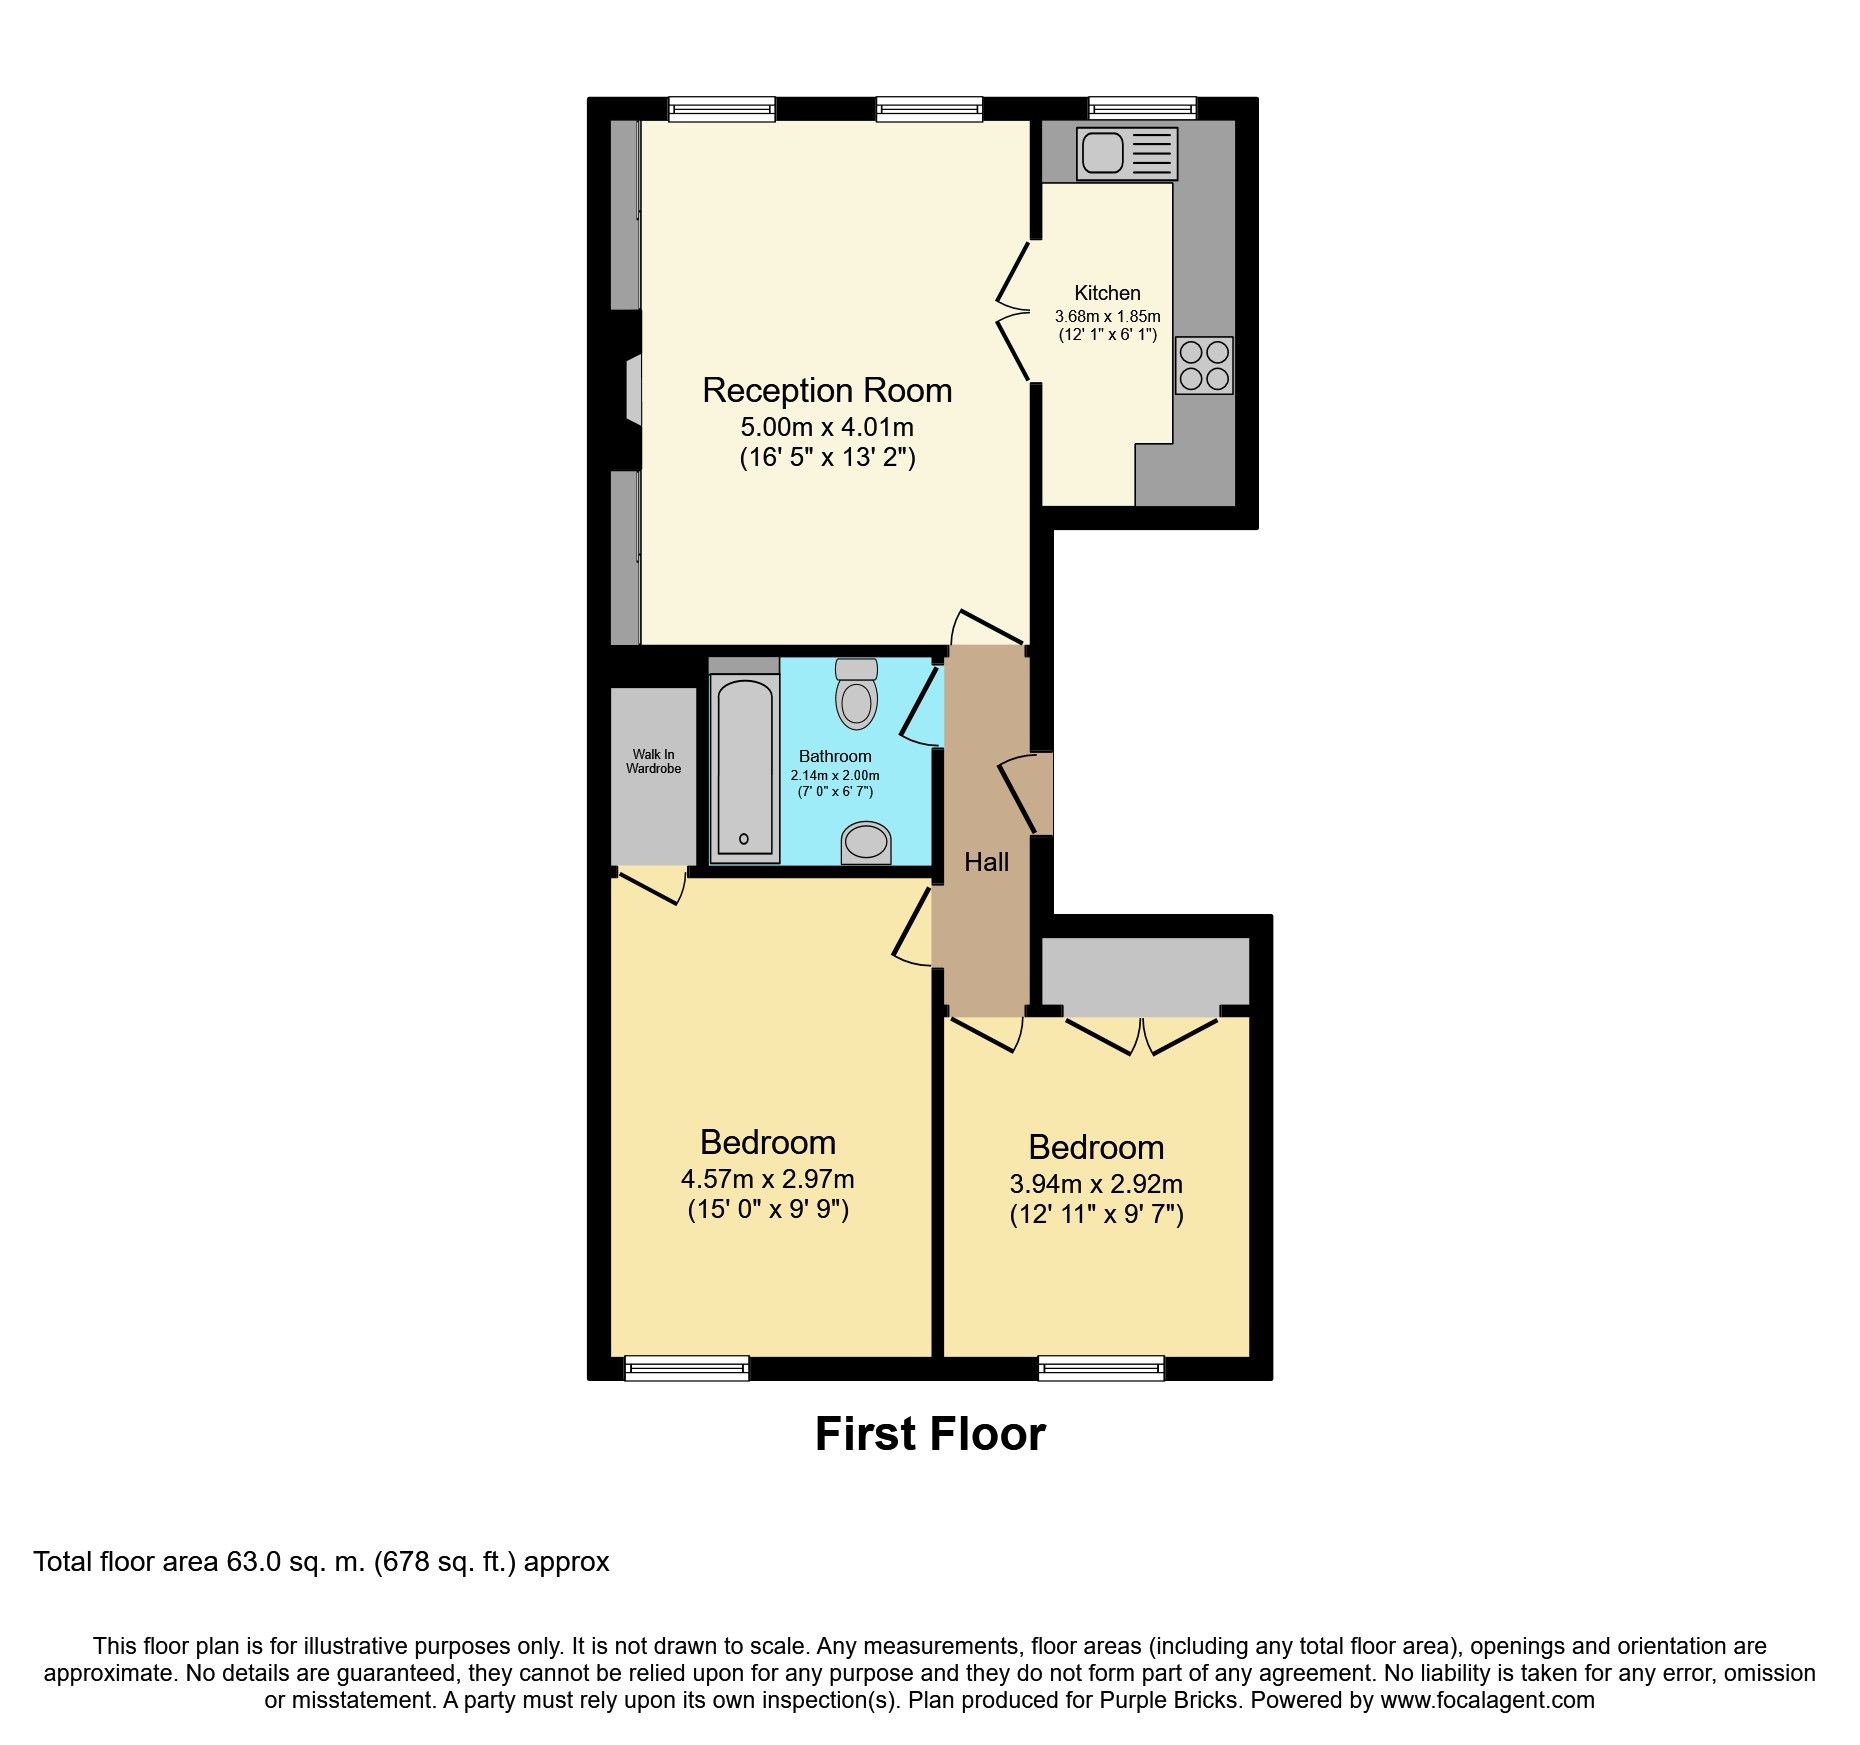 Kitchen
3.68m x 1.85m
(12' 1" x 6' 1")
Reception Room
5.00m x 4.01m
(16' 5" x 13' 2")
Walk In
Wardrobe
Bathroom
2.14m x 2.00m
(7' 0" x 6' 7")
Hall
Bedroom
4.57m x 2.97m
(15' 0" x 9' 9")
Bedroom
3.94m x 2.92m
(12' 11" x 9' 7")
First Floor
Total floor area 63.0 sq. m. (678 sq. ft.) approx
This floor plan is for illustrative purposes only. It is not drawn to scale. Any measurements, floor areas (including any total floor area), openings and orientation are
approximate. No details are guaranteed, they cannot be relied upon for any purpose and they do not form part of any agreement. No liability is taken for any error, omission
or misstatement. A party must rely upon its own inspection(s). Plan produced for Purple Bricks. Powered by www.focalagent.com